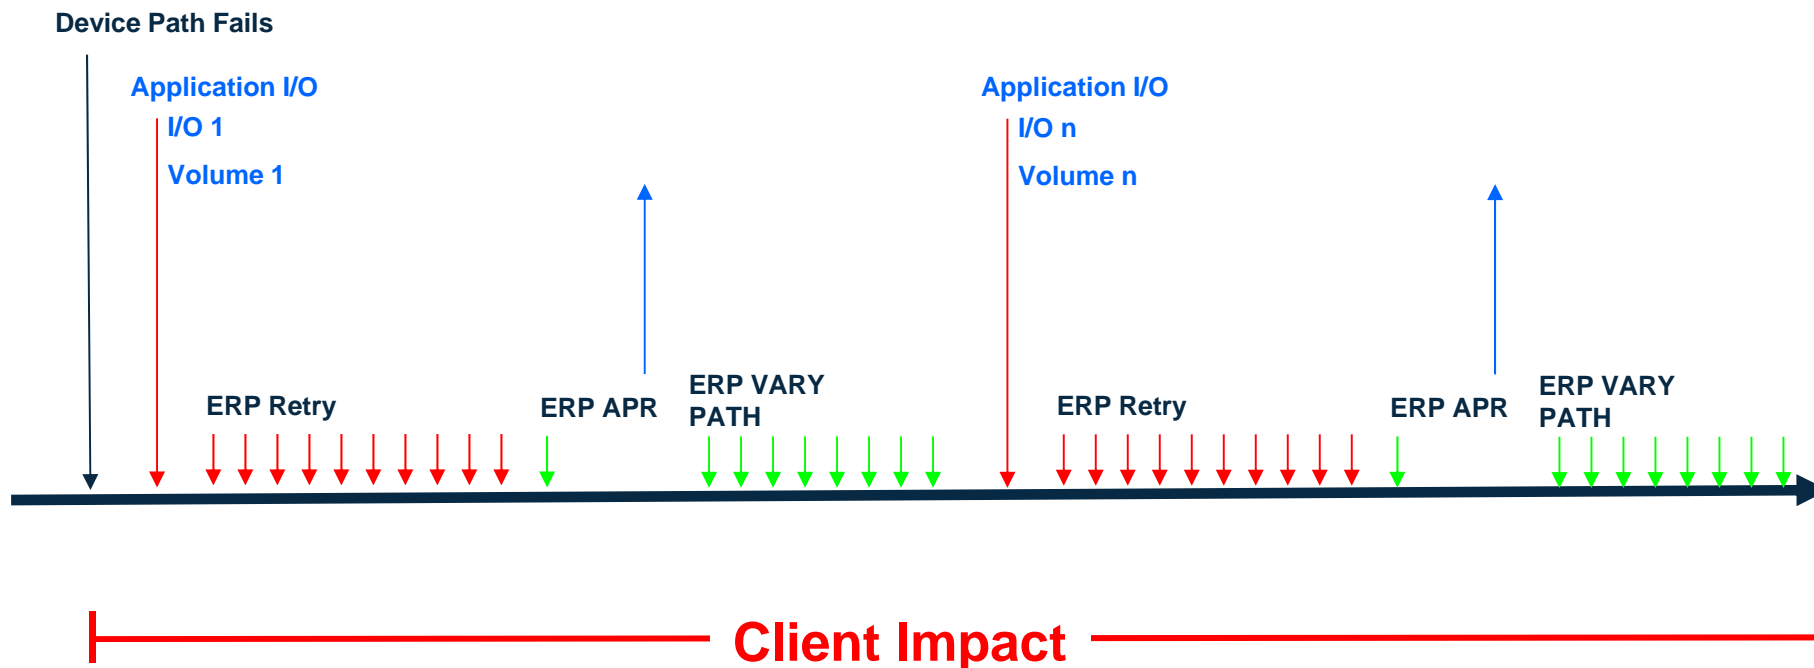 Device Path Fails
Application I/O
I/O 1
Volume 1
ERP Retry
ERP APR
ERP VARY
PATH
Application I/O
I/O n
Volume n
ERP Retry
ERP APR
ERP VARY
PATH
Client Impact